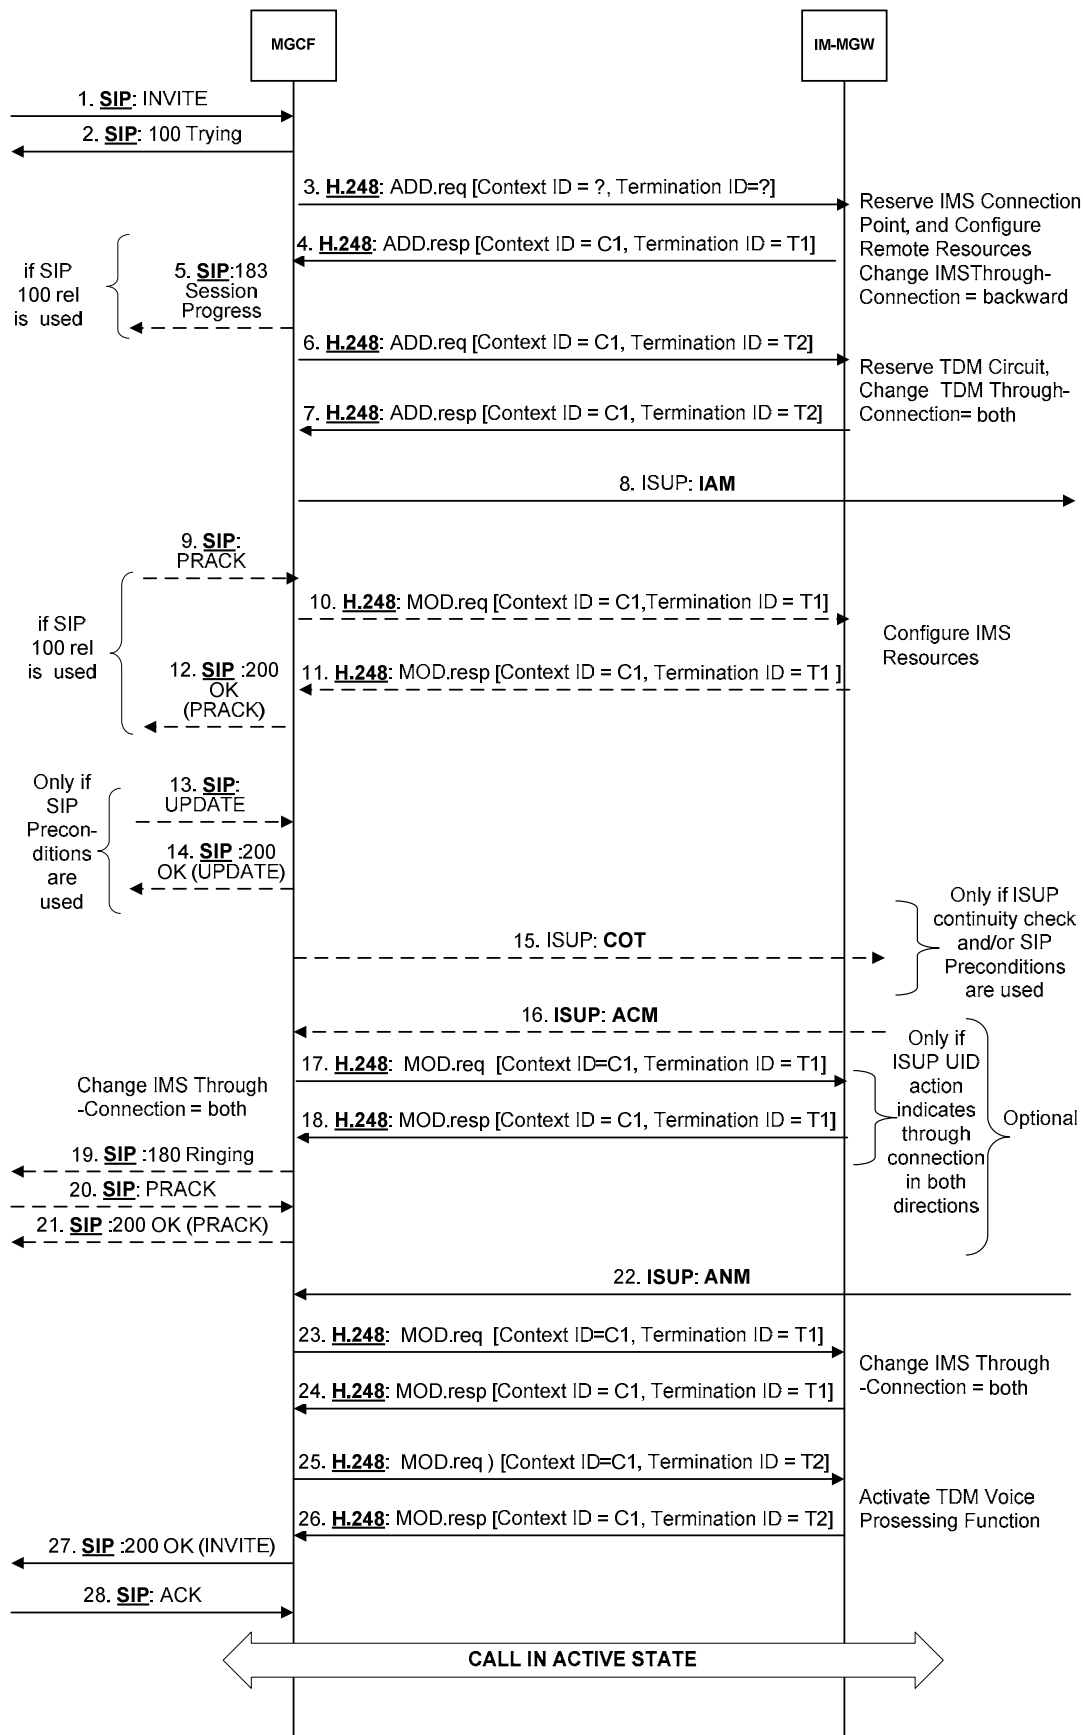 MGCF
IM-MGW
1. SIP: INVITE
2. SIP: 100 Trying
3. H.248: ADD.req [Context ID = ?, Termination ID=?]
Reserve IMS Connection
Point, and Configure
Remote Resources
Change IMSThrough-
Connection = backward
4. H.248: ADD.resp [Context ID = C1, Termination ID = T1]
if SIP
100 rel
is used
5. SIP:183
Session
Progress
6. H.248: ADD.req [Context ID = C1, Termination ID = T2]
Reserve TDM Circuit,
Change TDM Through-
Connection= both
7. H.248: ADD.resp [Context ID = C1, Termination ID = T2]
8. ISUP: IAM
9. SIP:
PRACK
10. H.248: MOD.req [Context ID = C1,Termination ID = T1]
if SIP
100 rel
is used
Configure IMS
Resources
11. H.248: MOD.resp [Context ID = C1, Termination ID = T1 ]
12. SIP :200
OK
(PRACK)
Only if
SIP
Precon-
ditions
are
used
13. SIP:
UPDATE
14. SIP :200
OK (UPDATE)
15. ISUP: COT
Only if ISUP
continuity check
and/or SIP
Preconditions
are used
16. ISUP: ACM
17. H.248: MOD.req [Context ID=C1, Termination ID = T1]
Only if
ISUP UID
action
indicates
through
connection
in both
directions
Optional
Change IMS Through
-Connection = both
18. H.248: MOD.resp [Context ID = C1, Termination ID = T1]
19. SIP :180 Ringing
20. SIP: PRACK
21. SIP :200 OK (PRACK)
22. ISUP: ANM
23. H.248: MOD.req [Context ID=C1, Termination ID = T1]
Change IMS Through
-Connection = both
24. H.248: MOD.resp [Context ID = C1, Termination ID = T1]
25. H.248: MOD.req ) [Context ID=C1, Termination ID = T2]
Activate TDM Voice
Prosessing Function
26. H.248: MOD.resp [Context ID = C1, Termination ID = T2]
27. SIP :200 OK (INVITE)
28. SIP: ACK
CALL IN ACTIVE STATE